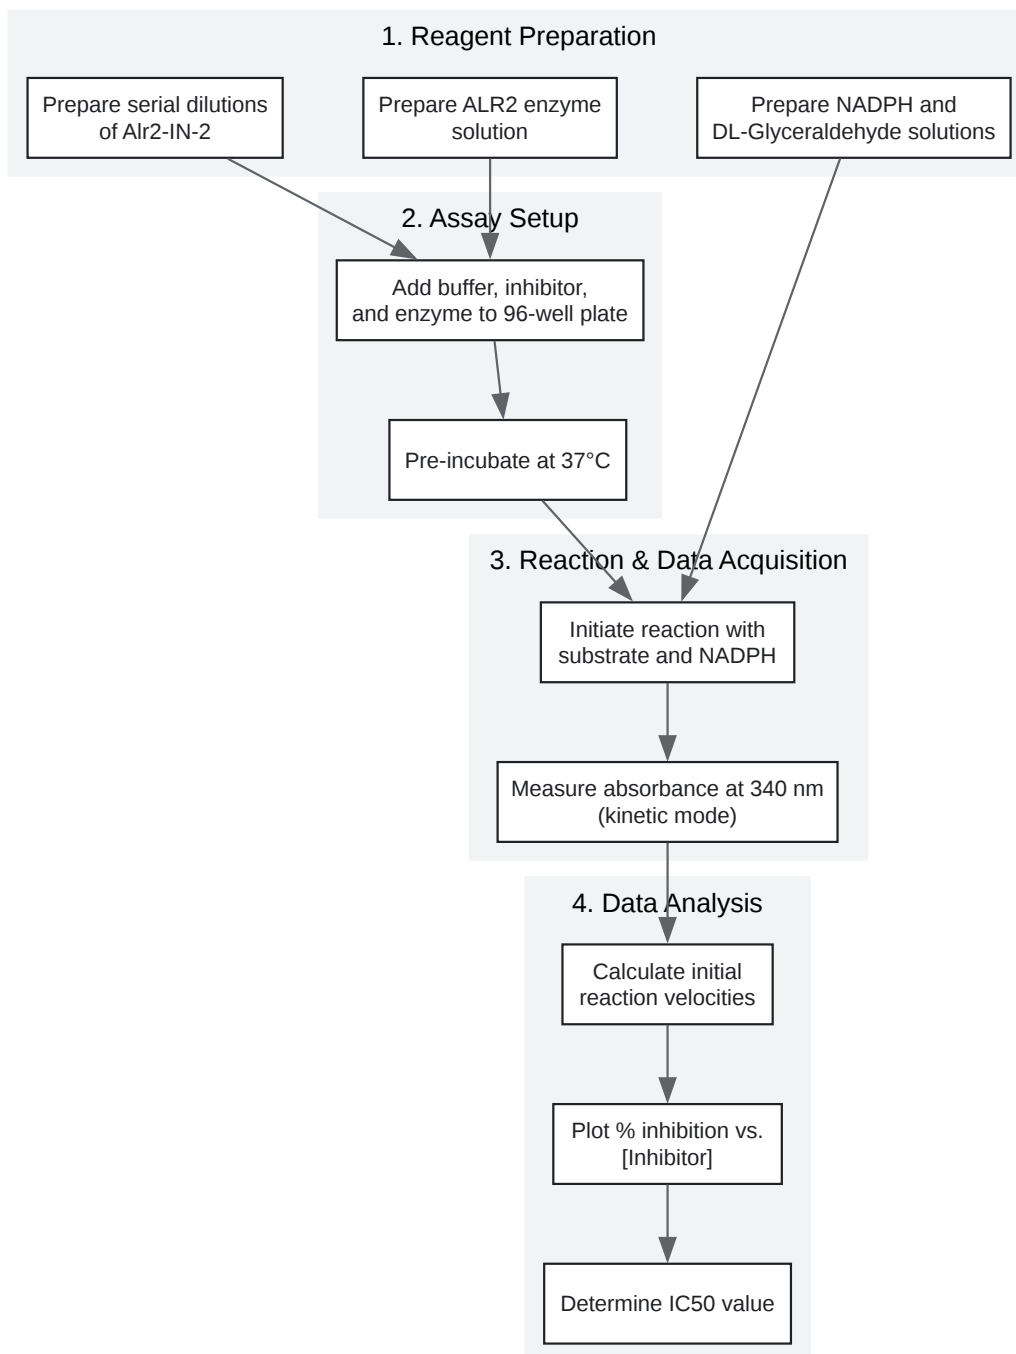 1. Reagent Preparation
Prepare serial dilutions
of Alr2-IN-2
Prepare ALR2 enzyme
solution
Prepare NADPH and
DL-Glyceraldehyde solutions
2. Assay Setup
Add buffer, inhibitor,
and enzyme to 96-well plate
Pre-incubate at 37°C
3. Reaction & Data Acquisition
Initiate reaction with
substrate and NADPH
Measure absorbance at 340 nm
(kinetic mode)
4. Data Analysis
Calculate initial
reaction velocities
Plot % inhibition vs.
[Inhibitor]
Determine IC50 value